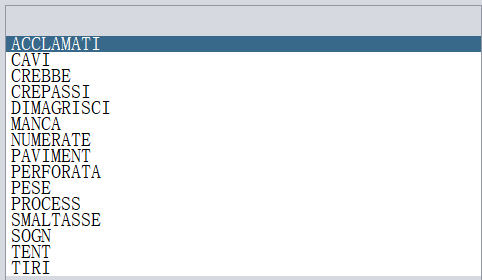 ACCLAMATI
CAVI
CREBBE
CREPASSI
DIMAGRISCI
MANCA
NUMERATE
PAVIMENT
PERFORATA
PESE
PROCESS
SMALTASSE
SOGN
TENT
TIRI